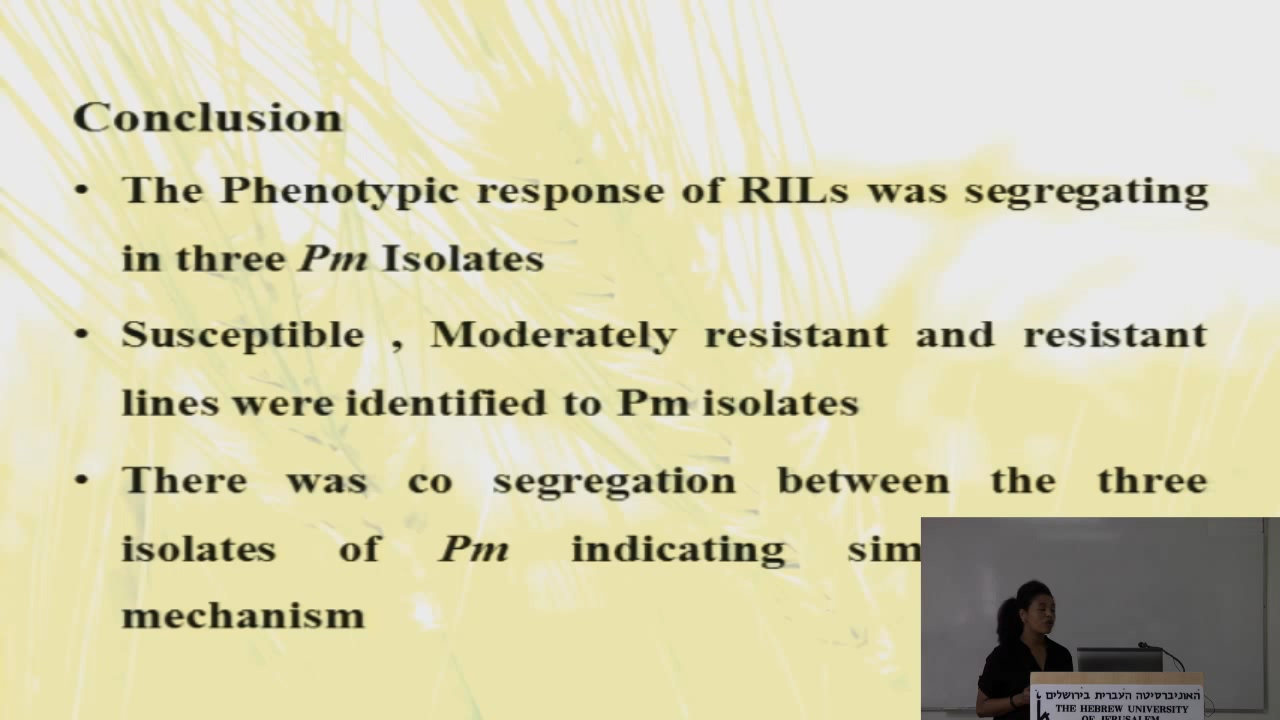 Conclusion
• The Phenotypic response of RILs was segregating
in three Pm Isolates
• Susceptible , Moderately resistant and resistant
lines were identified to Pm isolates
• There was co segregation between the three
isolates of Pm indicating
mechanism
האוניברסיטה העברית בירושלים
THE HEBREW UNIVERSITY
OF JERUSALEM